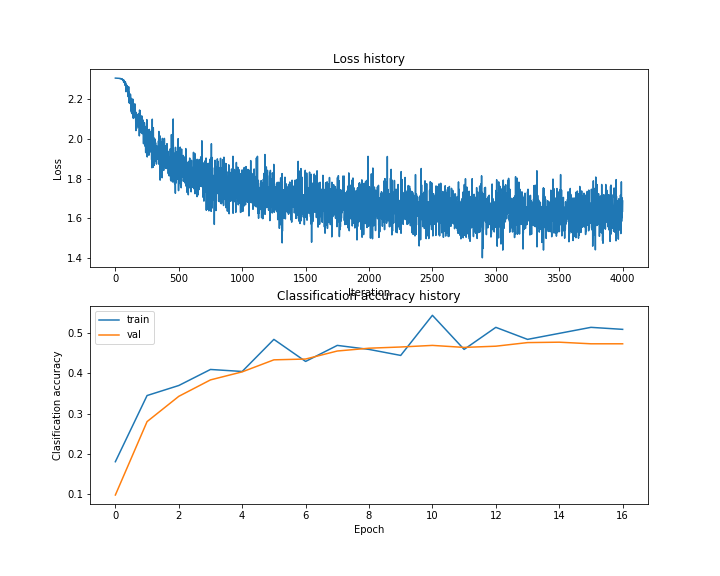 Loss history
Loss
2.2
2.0
1.8
1.6
1.4
0 500 1000 1500 2000 2500 3000 3500 4000
Iteration
Classification accuracy history
Clasification accuracy
train
val
0.5
0.4
0.3
0.2
0.1
0 2 4 6 8 10 12 14 16
Epoch